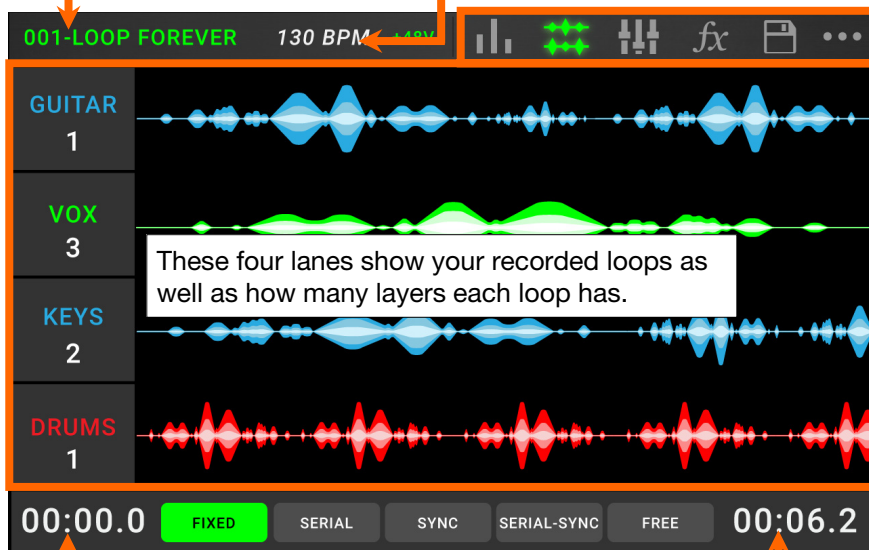 001-LOOP FOREVER 130 BPM +48V fx
GUITAR
1
VOX
3
These four lanes show your recorded loops as
well as how many layers each loop has.
KEYS
2
DRUMS
1
00:00.0 FIXED SERIAL SYNC SERIAL-SYNC FREE 00:06.2